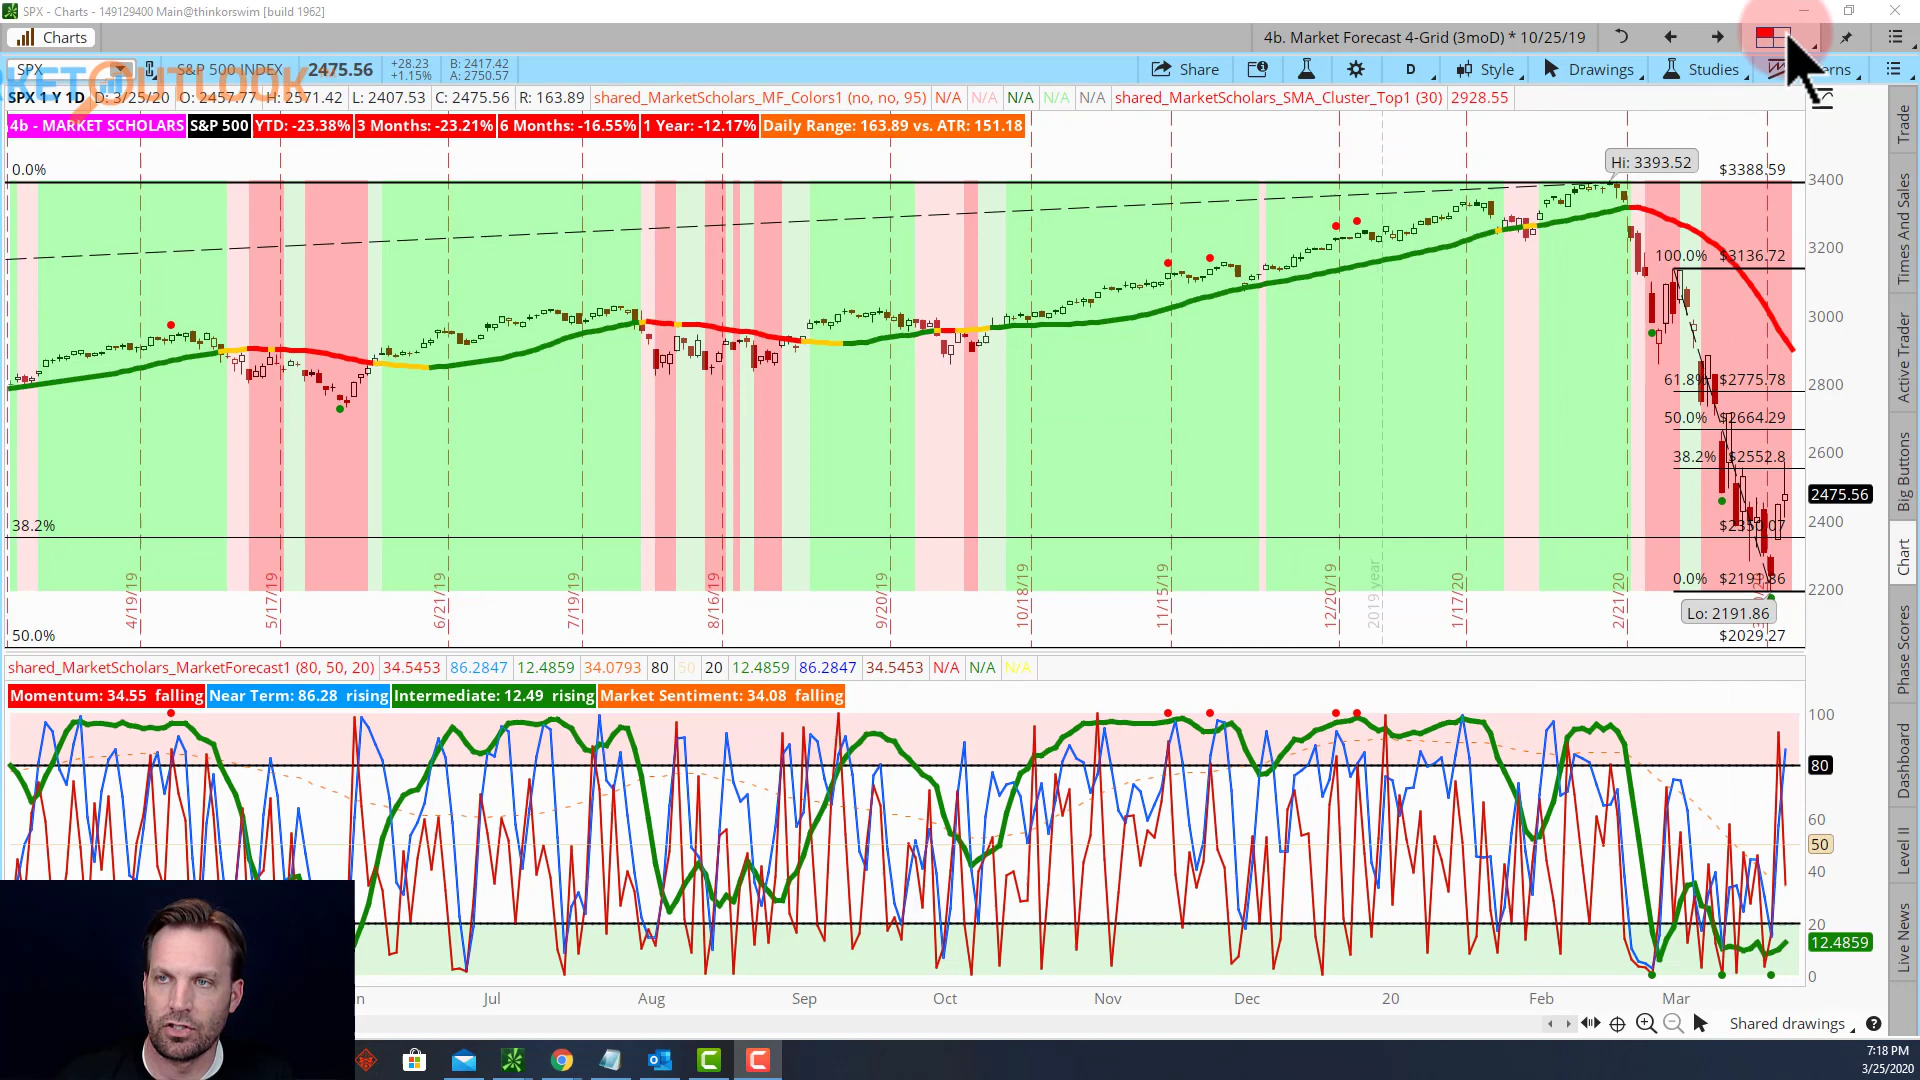 SPX - Charts - 149129400 Main@thinkorswim [build 1962]
Charts
4b. Market Forecast 4-Grid (3moD) * 10/25/19
SPX
S&P 500 INDEX
2475.56
+28.23
+1.15%
B: 2417.42
A: 2750.57
Share
D
Style
Drawings
Studies
OUTLOOK
SPX 1 Y 1D
D: 3/25/20
O: 2457.77
H: 2571.42
L: 2407.53
C: 2475.56
R: 163.89
shared_MarketScholars_MF_Colors1 (no, no, 95)
N/A
N/A
N/A
N/A
N/A
shared_MarketScholars_SMA_Cluster_Top1 (30)
2928.55
4b - MARKET SCHOLARS
S&P 500
YTD: -23.38%
3 Months: -23.21%
6 Months: -16.55%
1 Year: -12.17%
Daily Range: 163.89 vs. ATR: 151.18
0.0%
Hi: 3393.52
$3388.59
3400
3200
100.0%
$3136.72
3000
61.8%
$2775.78
2800
50.0%
$2664.29
38.2%
$2552.8
2600
2475.56
38.2%
2400
0.0%
$2191.86
2200
Lo: 2191.86
50.0%
$2029.27
4/19/19
5/17/19
6/21/19
7/19/19
8/16/19
9/20/19
10/18/19
11/15/19
12/20/19
2019 year
1/17/20
2/21/20
shared_MarketScholars_MarketForecast1 (80, 50, 20)
34.5453
86.2847
12.4859
34.0793
80
50
20
12.4859
86.2847
34.5453
N/A
N/A
N/A
Momentum: 34.55 falling
Near Term: 86.28 rising
Intermediate: 12.49 rising
Market Sentiment: 34.08 falling
100
80
60
50
40
20
12.4859
0
Jul
Aug
Sep
Oct
Nov
Dec
20
Feb
Mar
Shared drawings
Trade
Times And Sales
Active Trader
Big Buttons
Chart
Phase Scores
Dashboard
Level II
Live News
7:18 PM
3/25/2020